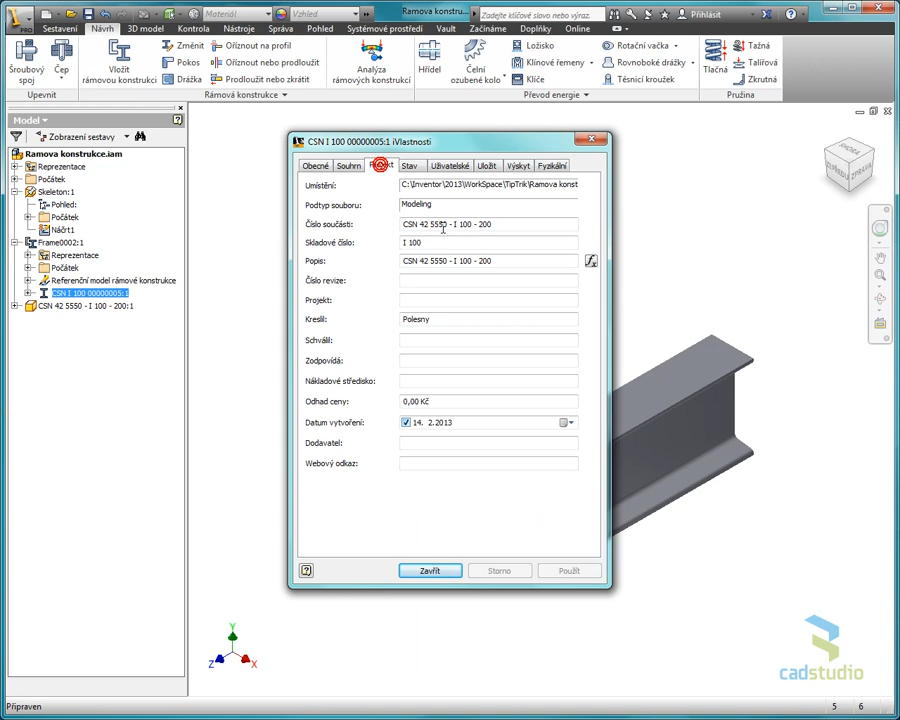 Materiál
Vzhled
Ramova konstru...
Zadejte klíčové slovo nebo výraz.
Přihlásit
PRO
Sestavení
Návrh
3D model
Kontrola
Nástroje
Správa
Pohled
Systémové prostředí
Vault
Začínáme
Doplňky
Online
Šroubový spoj
Čep
Vložit rámovou konstrukci
Změnit
Pokos
Drážka
Oříznout na profil
Oříznout nebo prodloužit
Prodloužit nebo zkrátit
Analýza rámových konstrukcí
Hřídel
Čelní ozubené kolo
Ložisko
Klínové řemeny
Klíče
Rotační vačka
Rovnoboké drážky
Těsnící kroužek
Tlačná
Tažná
Talířová
Zkrutná
Upevnit
Rámová konstrukce
Převod energie
Pružina
Model
Zobrazení sestavy
Ramova konstrukce.iam
Reprezentace
Počátek
Skeleton:1
Pohled:
Počátek
Náčrt1
Frame0002:1
Reprezentace
Počátek
Referenční model rámové konstrukce
CSN I 100 00000005:1
CSN 42 5550 - I 100 - 200:1
CSN I 100 00000005:1 iVlastnosti
Obecné
Souhrn
Stav
Uživatelské
Uložit
Výskyt
Fyzikální
Umístění:
C:\Inventor\2013\WorkSpace\TipTrik\Ramova konst
Podtyp souboru:
Modeling
Číslo součásti:
CSN 42 5550 - I 100 - 200
Skladové číslo:
I 100
Popis:
CSN 42 5550 - I 100 - 200
Číslo revize:
Projekt:
Kreslil:
Polesny
Schválil:
Zodpovídá:
Nákladové středisko:
Odhad ceny:
0,00 Kč
Datum vytvoření:
14. 2.2013
Dodavatel:
Webový odkaz:
Zavřít
Storno
Použít
Y
Z
X
cadstudio
Připraven
5
6